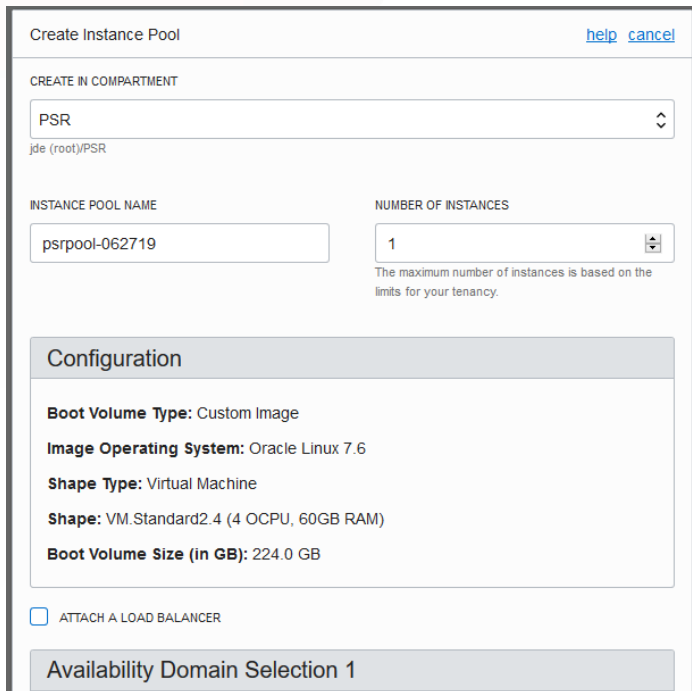 Create Instance Pool help cancel
CREATE IN COMPARTMENT
PSR
jde (root)/PSR
INSTANCE POOL NAME NUMBER OF INSTANCES
psrpool-062719 1
The maximum number of instances is based on the
limits for your tenancy.
Configuration
Boot Volume Type: Custom Image
Image Operating System: Oracle Linux 7.6
Shape Type: Virtual Machine
Shape: VM.Standard2.4 (4 OCPU, 60GB RAM)
Boot Volume Size (in GB): 224.0 GB
ATTACH A LOAD BALANCER
Availability Domain Selection 1